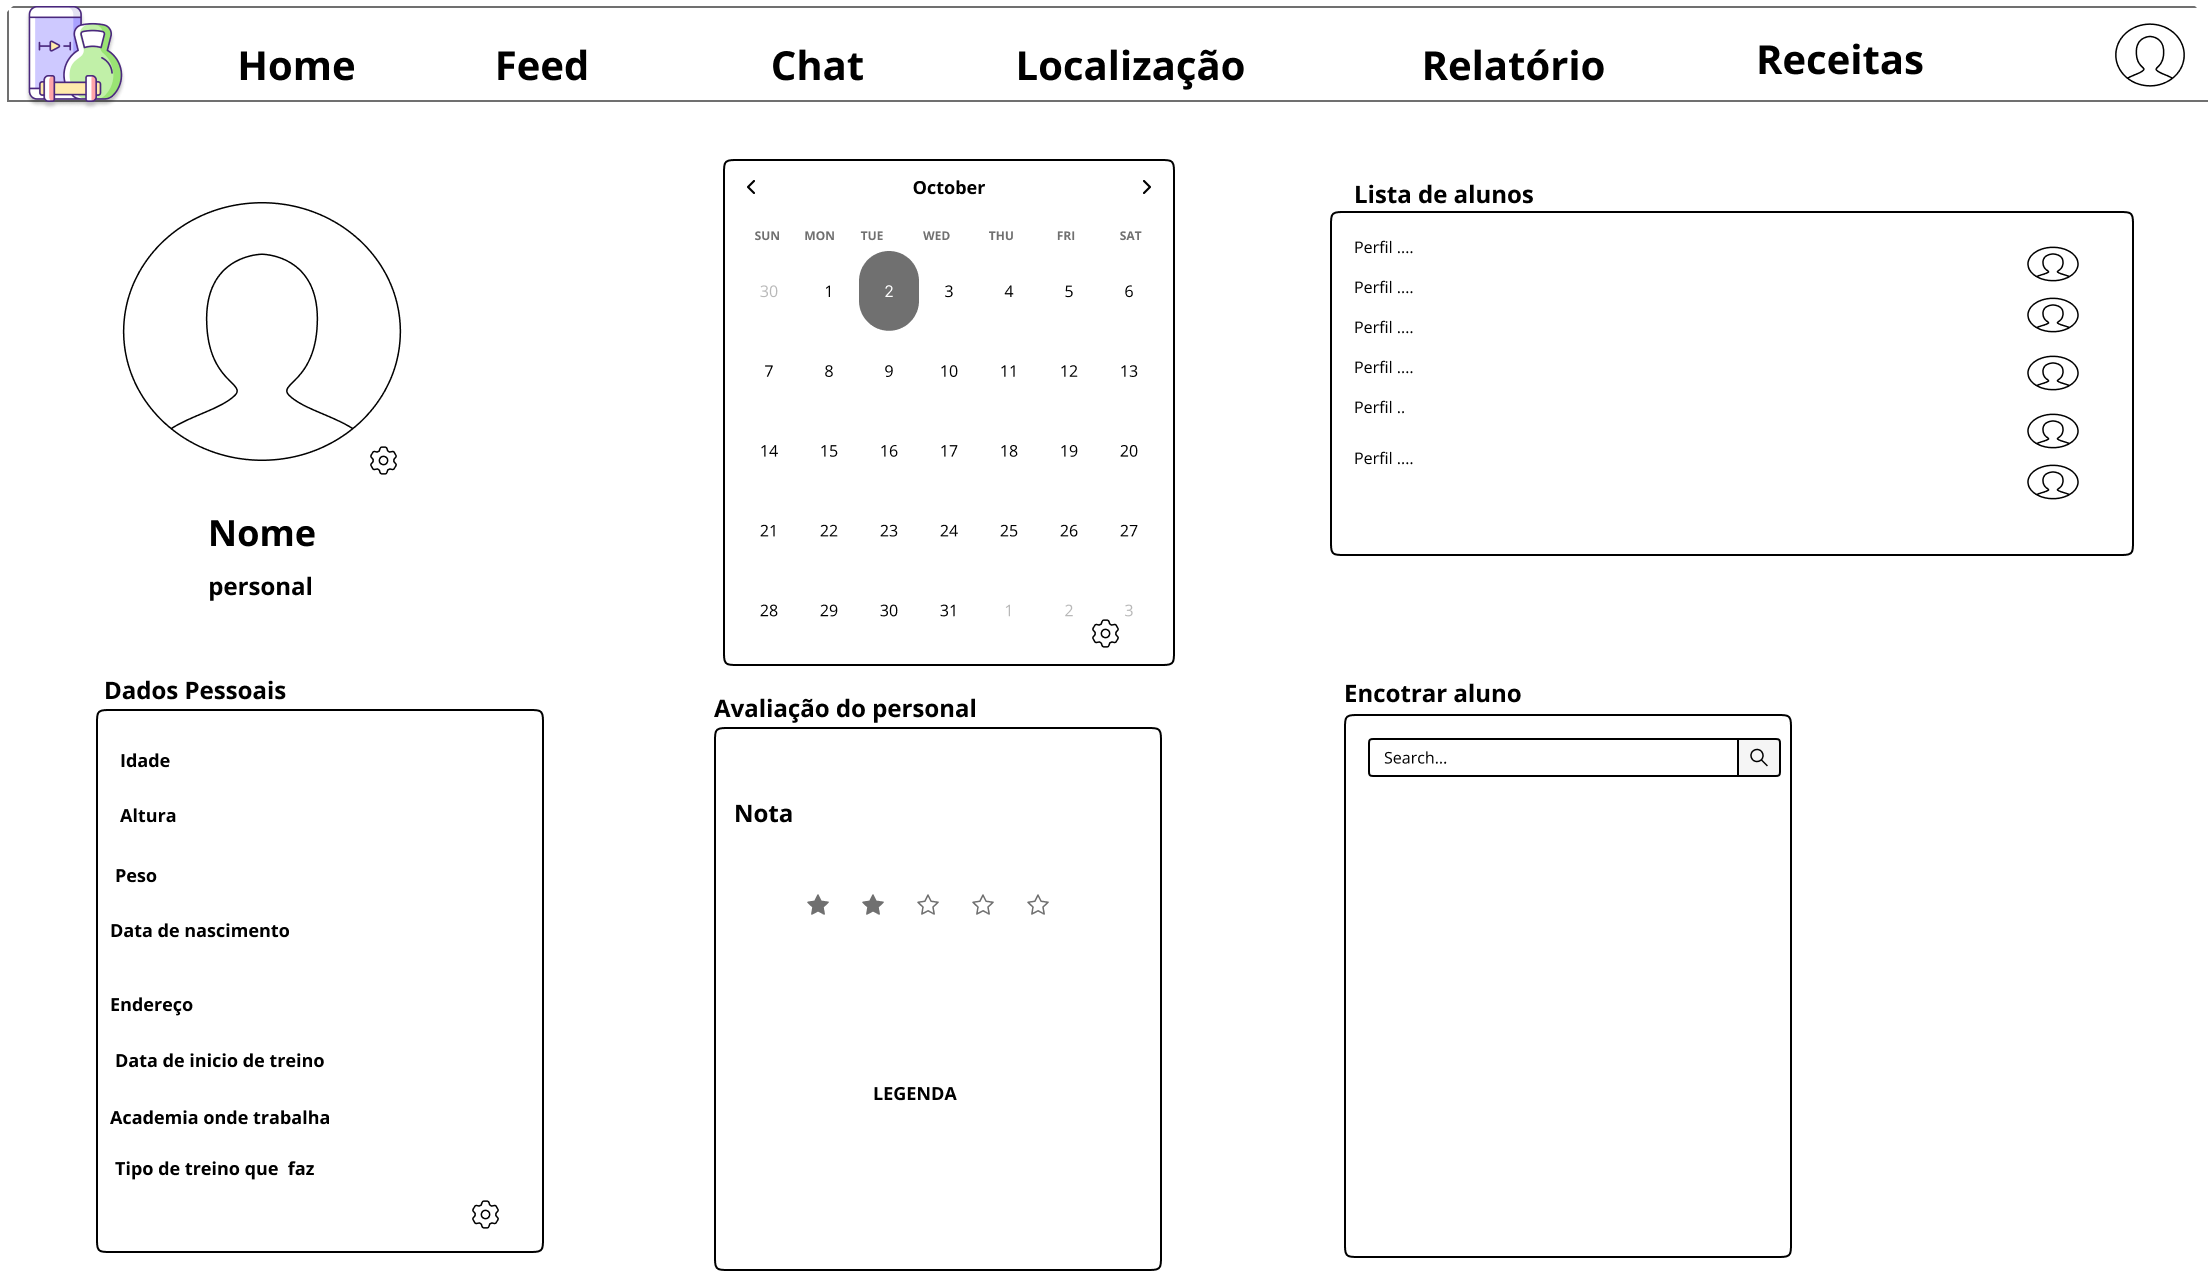 Home Feed Chat Localização Relatório Receitas
Nome
personal
October
SUN MON TUE WED THU FRI SAT
30 1 2 3 4 5 6
7 8 9 10 11 12 13
14 15 16 17 18 19 20
21 22 23 24 25 26 27
28 29 30 31 1 2 3
Lista de alunos
Perfil ....
Perfil ....
Perfil ....
Perfil ....
Perfil ..
Perfil ....
Dados Pessoais
Idade
Altura
Peso
Data de nascimento
Endereço
Data de inicio de treino
Academia onde trabalha
Tipo de treino que  faz
Avaliação do personal
Nota
LEGENDA
Encotrar aluno
Search...